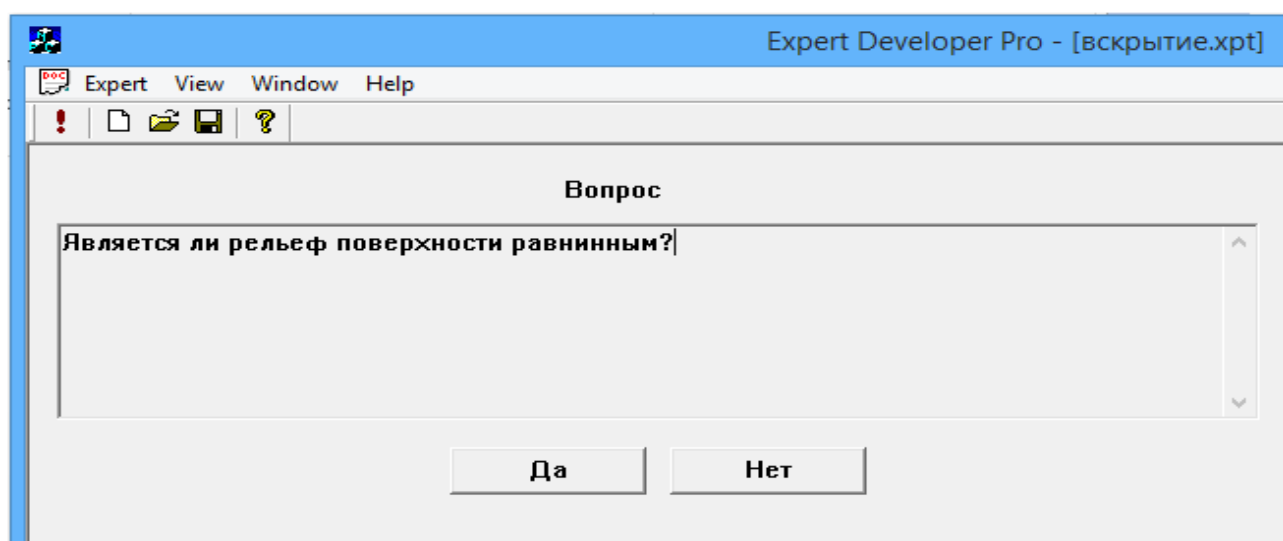 Expert Developer Pro - [вскрытие.xpt]
Expert View Window Help
Вопрос
Является ли рельеф поверхности равнинным?
Да Нет